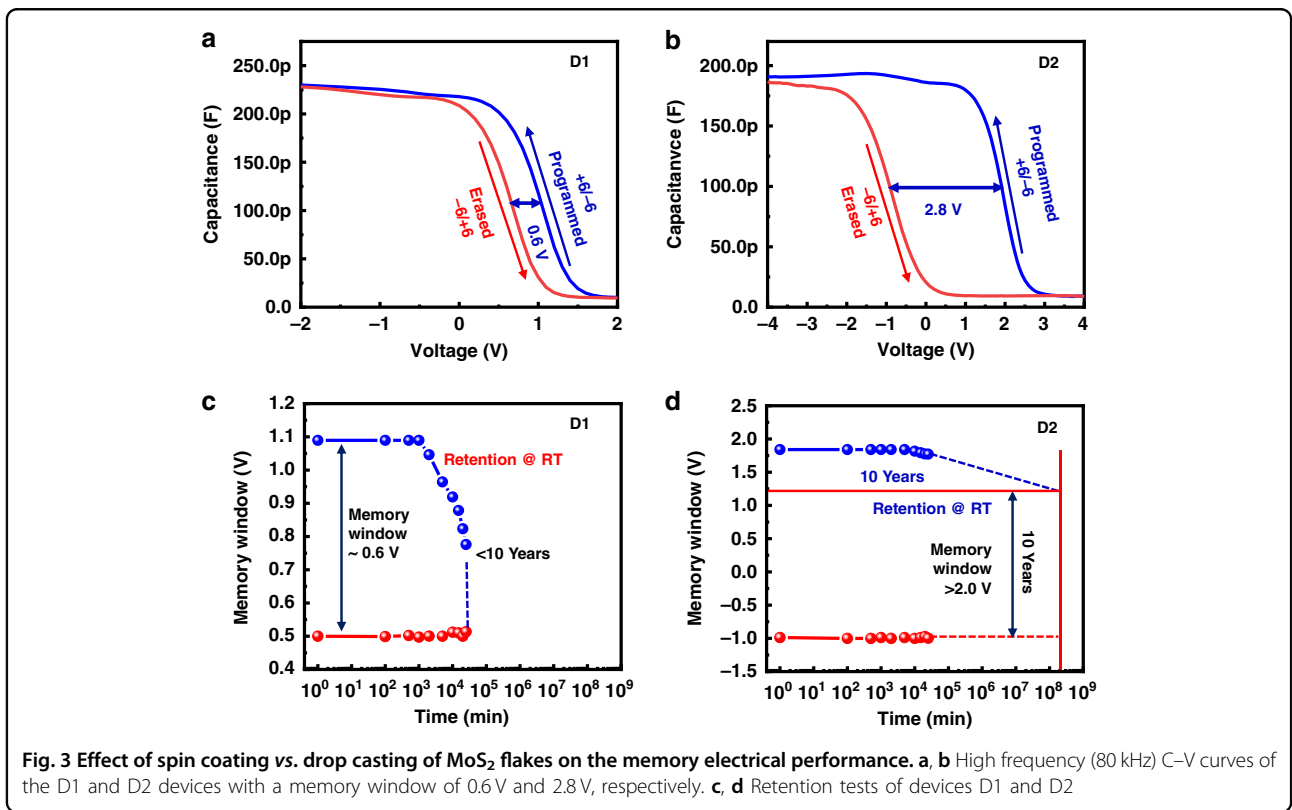 a
D1
250.0p
200.0p
150.0p
100.0p
50.0p
0.0
Capacitance (F)
Erased
−6/+6
0.6 V
+6/−6
Programmed
−2
−1
0
1
2
Voltage (V)
b
D2
200.0p
150.0p
100.0p
50.0p
0.0
Capacitanvce (F)
−6/+6
Erased
2.8 V
Programmed
+6/−6
−4
−3
−2
−1
0
1
2
3
4
Voltage (V)
c
D1
1.2
1.1
1.0
0.9
0.8
0.7
0.6
0.5
0.4
Memory window (V)
Retention @ RT
Memory
window
~ 0.6 V
<10 Years
10⁰ 10¹ 10² 10³ 10⁴ 10⁵ 10⁶ 10⁷ 10⁸ 10⁹
Time (min)
d
D2
2.5
2.0
1.5
1.0
0.5
0.0
−0.5
−1.0
−1.5
Memory window (V)
10 Years
Retention @ RT
Memory
window
>2.0 V
10 Years
10⁰ 10¹ 10² 10³ 10⁴ 10⁵ 10⁶ 10⁷ 10⁸ 10⁹
Time (min)
Fig. 3 Effect of spin coating vs. drop casting of MoS₂ flakes on the memory electrical performance. a, b High frequency (80 kHz) C–V curves of
the D1 and D2 devices with a memory window of 0.6 V and 2.8 V, respectively. c, d Retention tests of devices D1 and D2